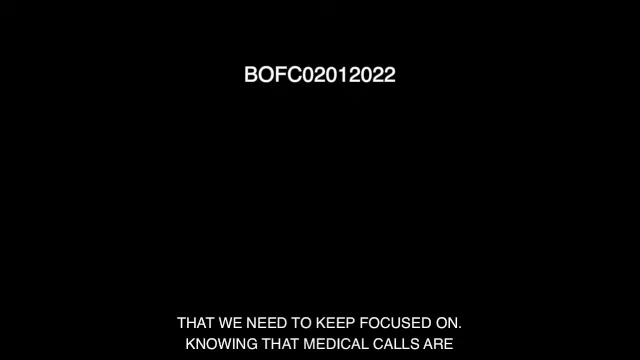 BOFC02012022
THAT WE NEED TO KEEP FOCUSED ON.
KNOWING THAT MEDICAL CALLS ARE